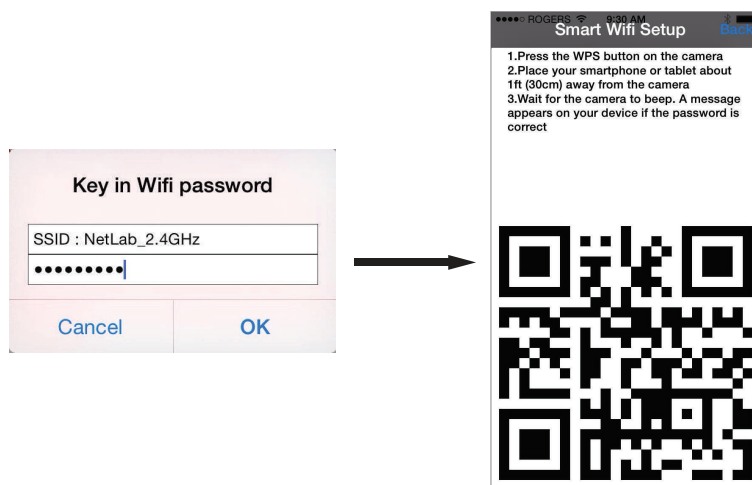 Key in Wifi password
SSID : NetLab_2.4GHz
●●●●●●●●●
Cancel OK
●●●●○ ROGERS 9:30 AM
Smart Wifi Setup Back
1.Press the WPS button on the camera
2.Place your smartphone or tablet about
1ft (30cm) away from the camera
3.Wait for the camera to beep. A message
appears on your device if the password is
correct